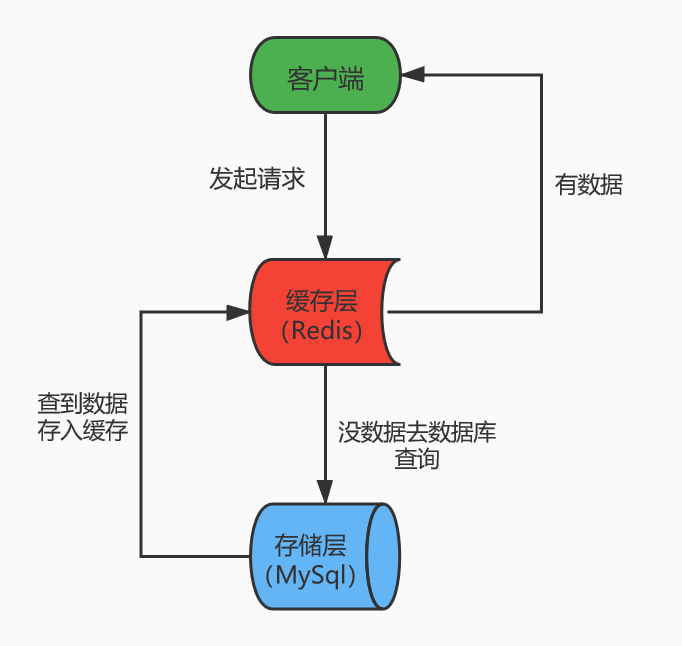 客户端
发起请求
有数据
缓存层
（Redis）
查到数据
存入缓存
没数据去数据库
查询
存储层
（MySql）